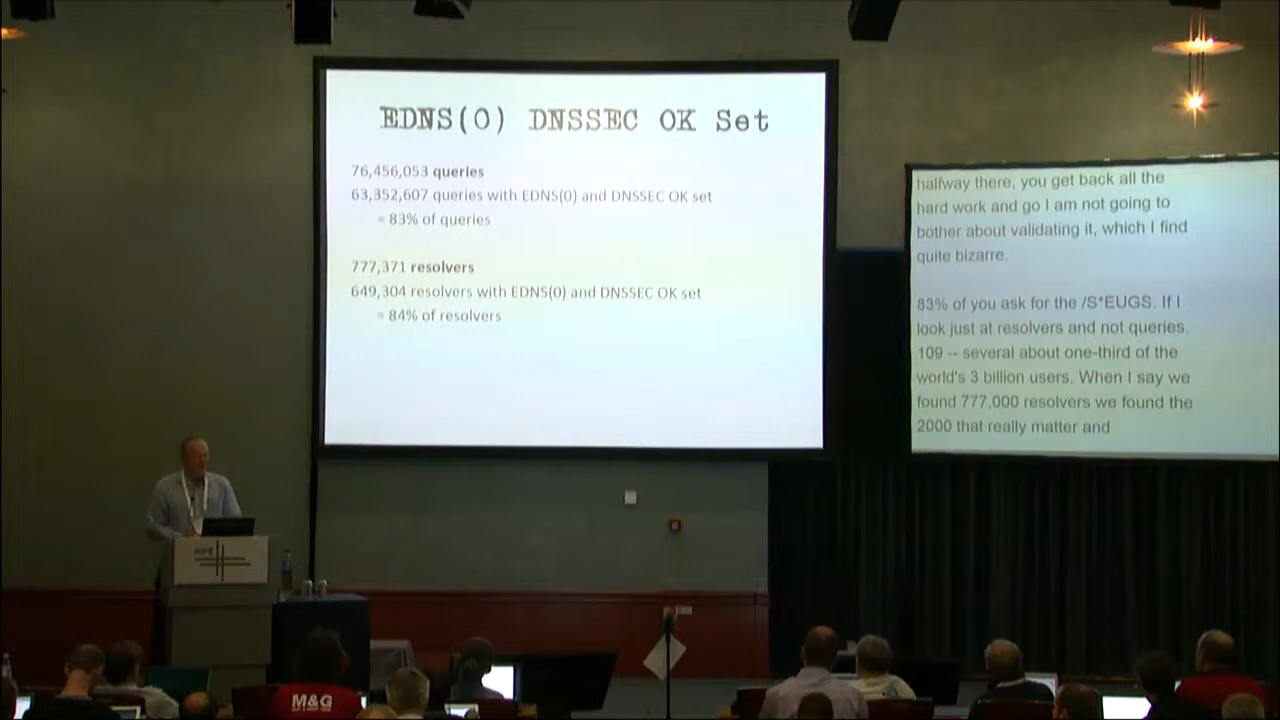 EDNS(0) DNSSEC OK Set
76,456,053 queries
63,352,607 queries with EDNS(0) and DNSSEC OK set
= 83% of queries
777,371 resolvers
649,304 resolvers with EDNS(0) and DNSSEC OK set
= 84% of resolvers
halfway there, you get back all the
hard work and go I am not going to
bother about validating it, which I find
quite bizarre.
83% of you ask for the /S*EUGS. If I
look just at resolvers and not queries.
109 -- several about one-third of the
world's 3 billion users. When I say we
found 777,000 resolvers we found the
2000 that really matter and
RIPE
M&G